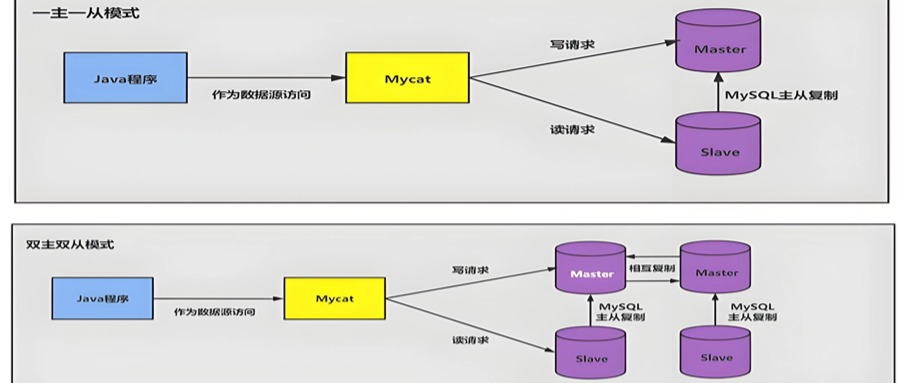 一主一从模式
Java程序
作为数据源访问
Mycat
写请求
读请求
Master
MySQL主从复制
Slave
双主双从模式
Java程序
作为数据源访问
Mycat
写请求
读请求
Master
相互复制
Master
MySQL
主从复制
MySQL
主从复制
Slave
Slave